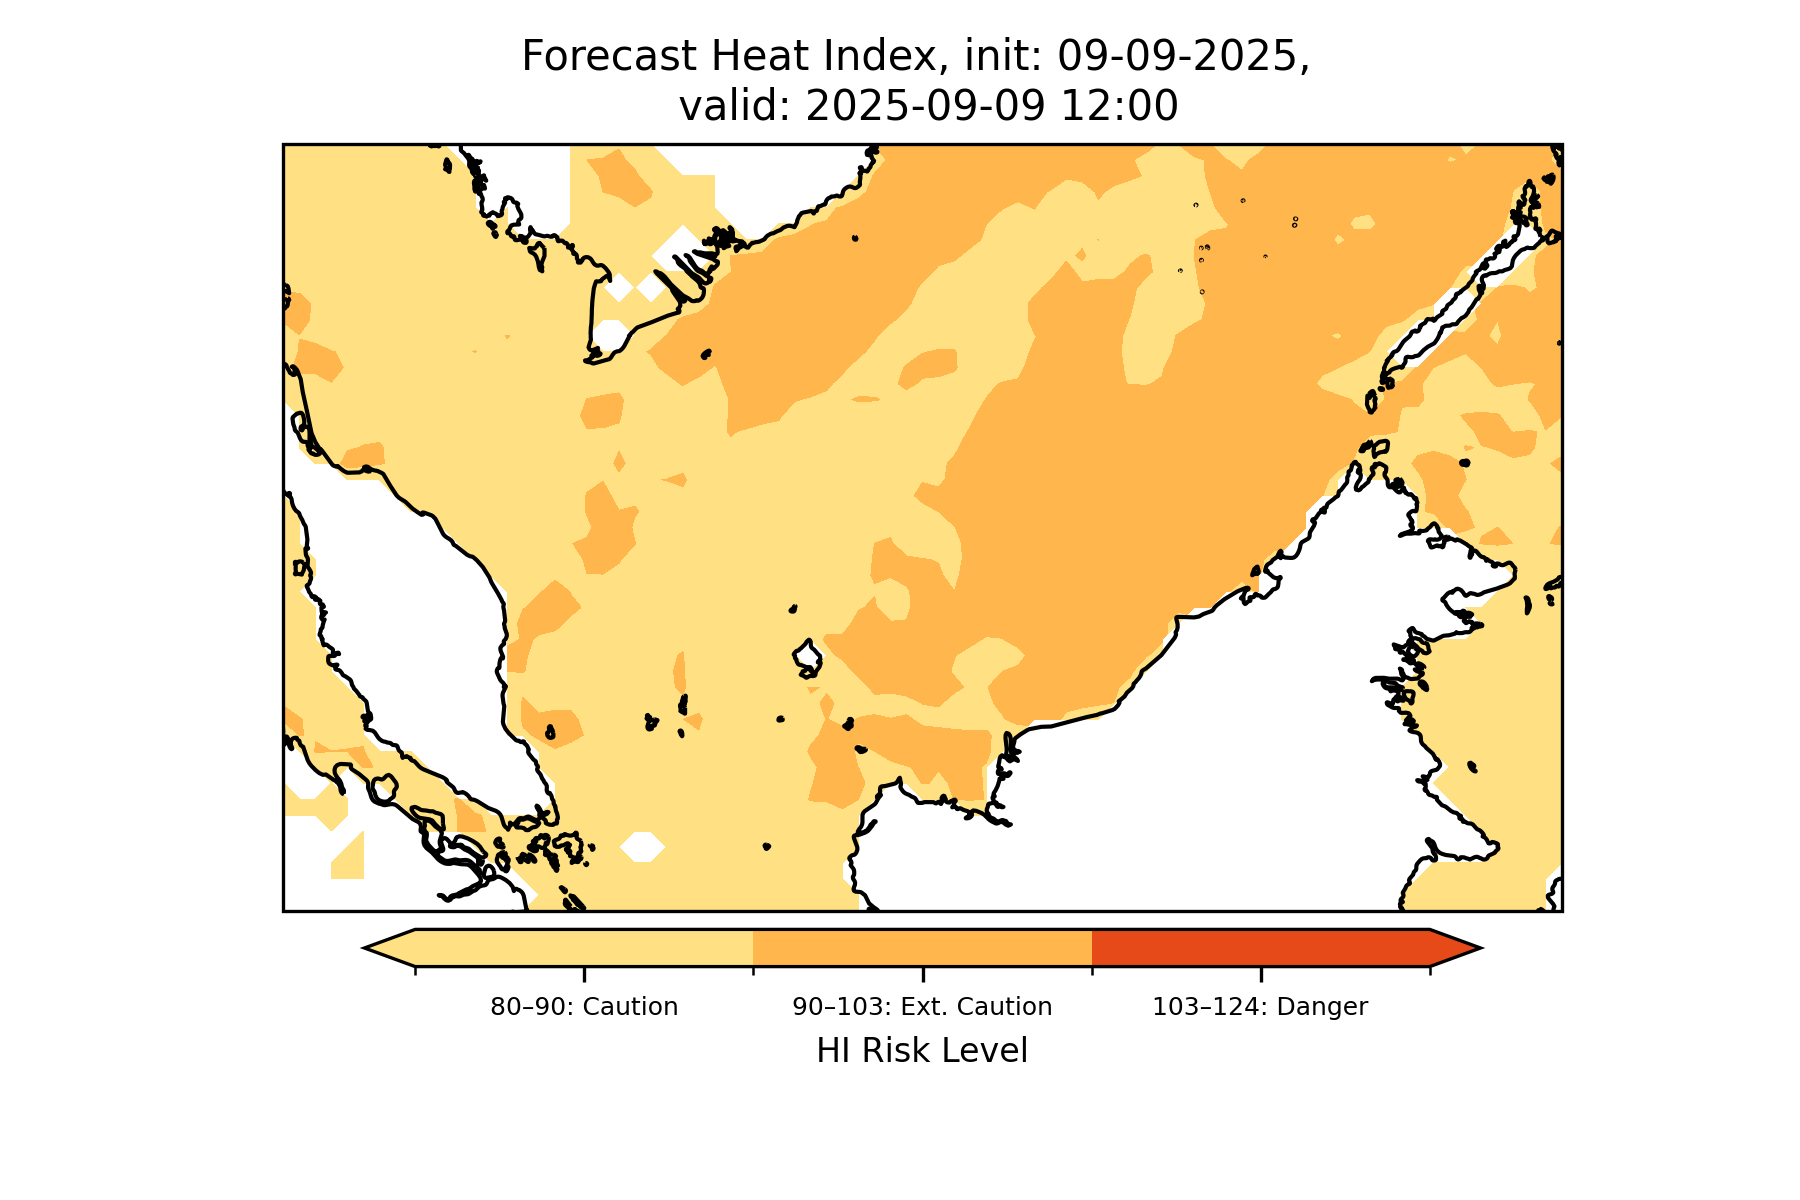 Forecast Heat Index, init: 09-09-2025,
valid: 2025-09-09 12:00
80–90: Caution
90–103: Ext. Caution
103–124: Danger
HI Risk Level